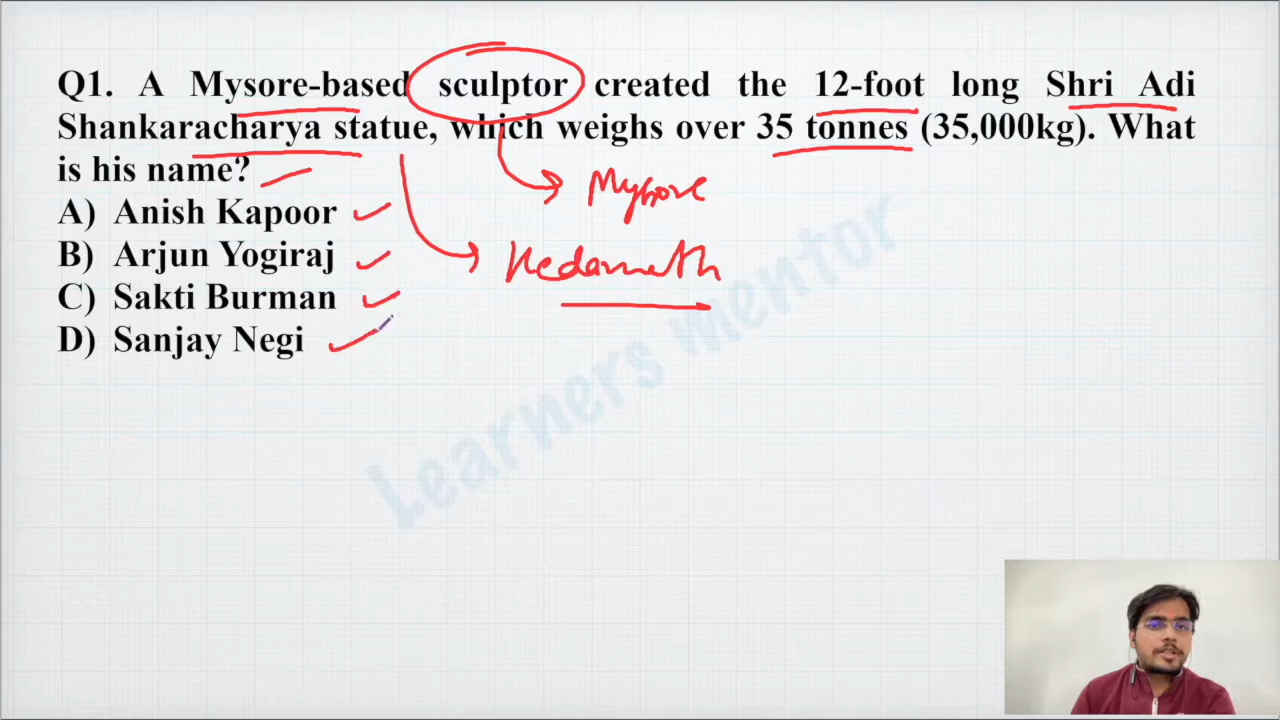 Q1. A Mysore-based sculptor created the 12-foot long Shri Adi
Shankaracharya statue, which weighs over 35 tonnes (35,000kg). What
is his name?
Mysore
A) Anish Kapoor
B) Arjun Yogiraj
Kedarnath
C) Sakti Burman
D) Sanjay Negi
Learners mentor